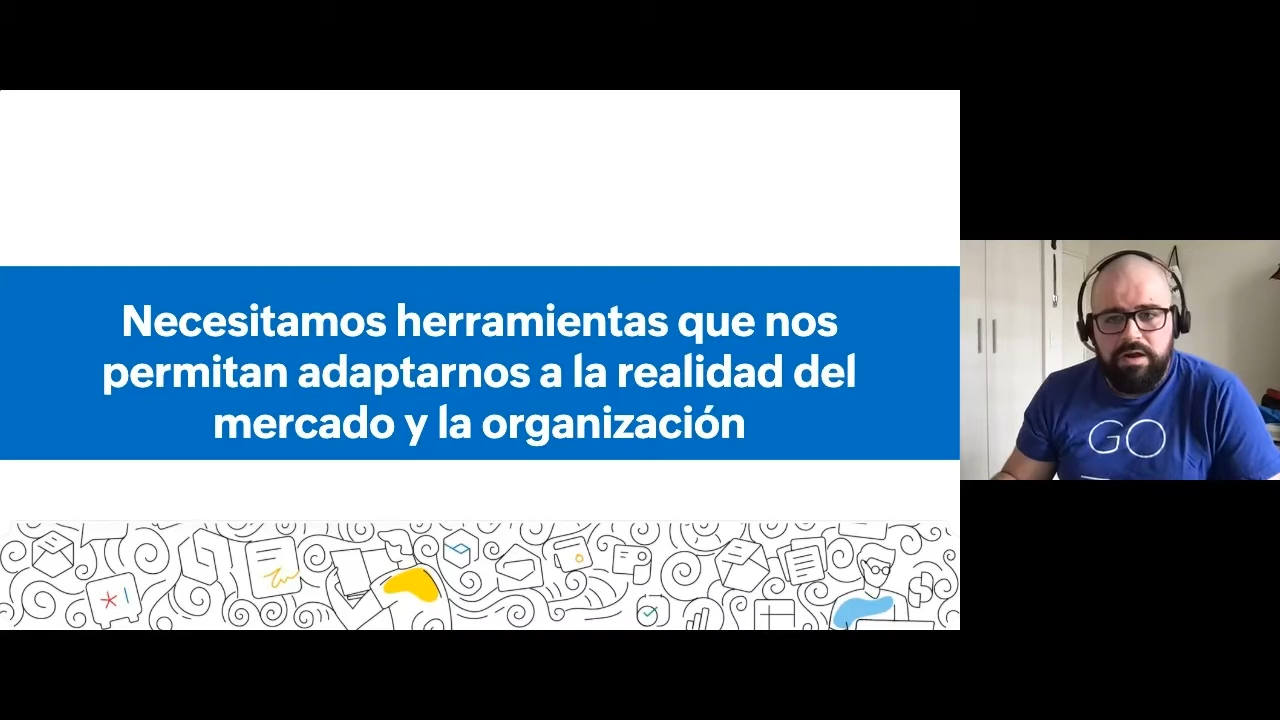 Necesitamos herramientas que nos
permitan adaptarnos a la realidad del
mercado y la organización
GO